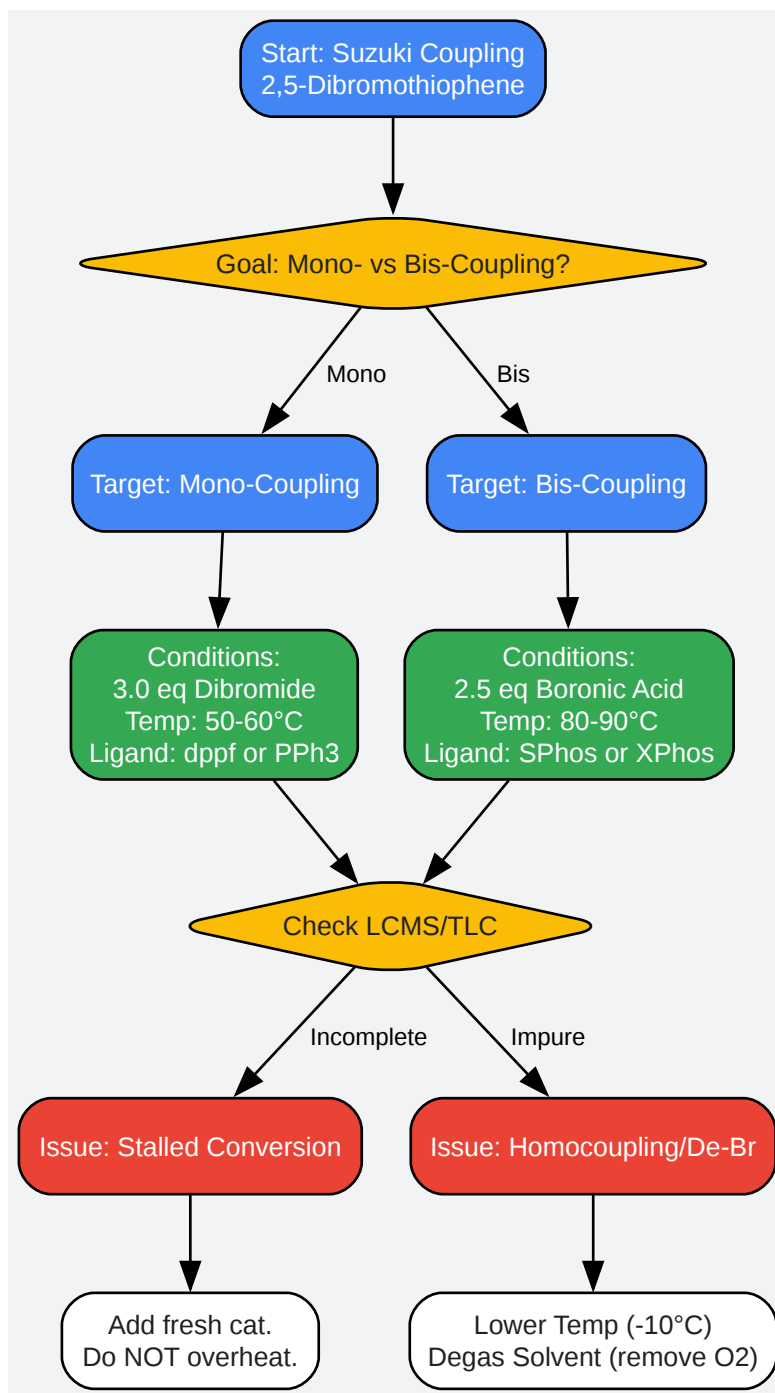 Start: Suzuki Coupling
2,5-Dibromothiophene
Goal: Mono- vs Bis-Coupling?
Mono
Bis
Target: Mono-Coupling
Target: Bis-Coupling
Conditions:
3.0 eq Dibromide
Temp: 50-60°C
Ligand: dppf or PPh3
Conditions:
2.5 eq Boronic Acid
Temp: 80-90°C
Ligand: SPhos or XPhos
Check LCMS/TLC
Incomplete
Impure
Issue: Stalled Conversion
Issue: Homocoupling/De-Br
Add fresh cat.
Do NOT overheat.
Lower Temp (-10°C)
Degas Solvent (remove O2)